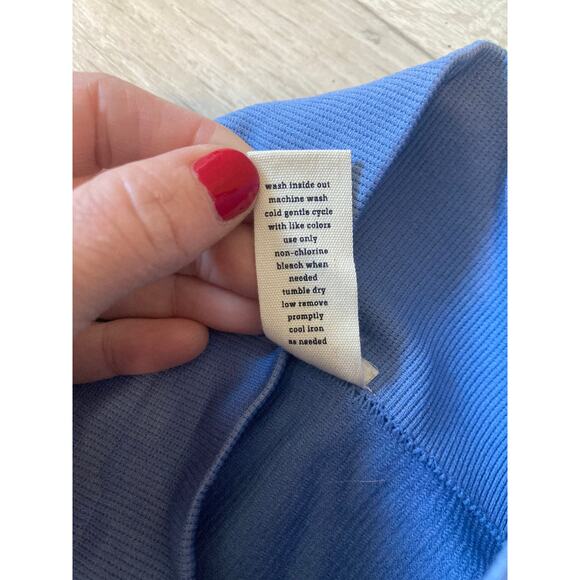 wash inside out
machine wash
cold gentle cycle
with like colors
use only
non-chlorine
bleach when
needed
tumble dry
low remove
promptly
cool iron
as needed